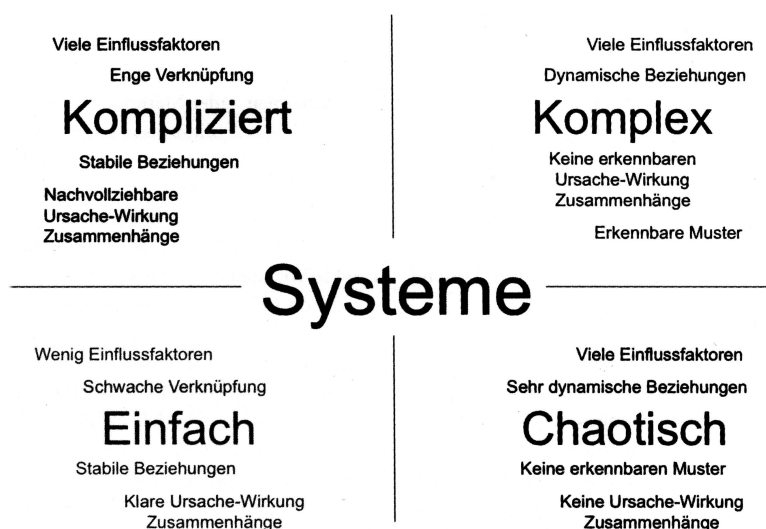 Viele Einflussfaktoren
Enge Verknüpfung
Kompliziert
Stabile Beziehungen
Nachvollziehbare
Ursache-Wirkung
Zusammenhänge
Viele Einflussfaktoren
Dynamische Beziehungen
Komplex
Keine erkennbaren
Ursache-Wirkung
Zusammenhänge
Erkennbare Muster
Systeme
Wenig Einflussfaktoren
Schwache Verknüpfung
Einfach
Stabile Beziehungen
Klare Ursache-Wirkung
Zusammenhänge
Viele Einflussfaktoren
Sehr dynamische Beziehungen
Chaotisch
Keine erkennbaren Muster
Keine Ursache-Wirkung
Zusammenhänge